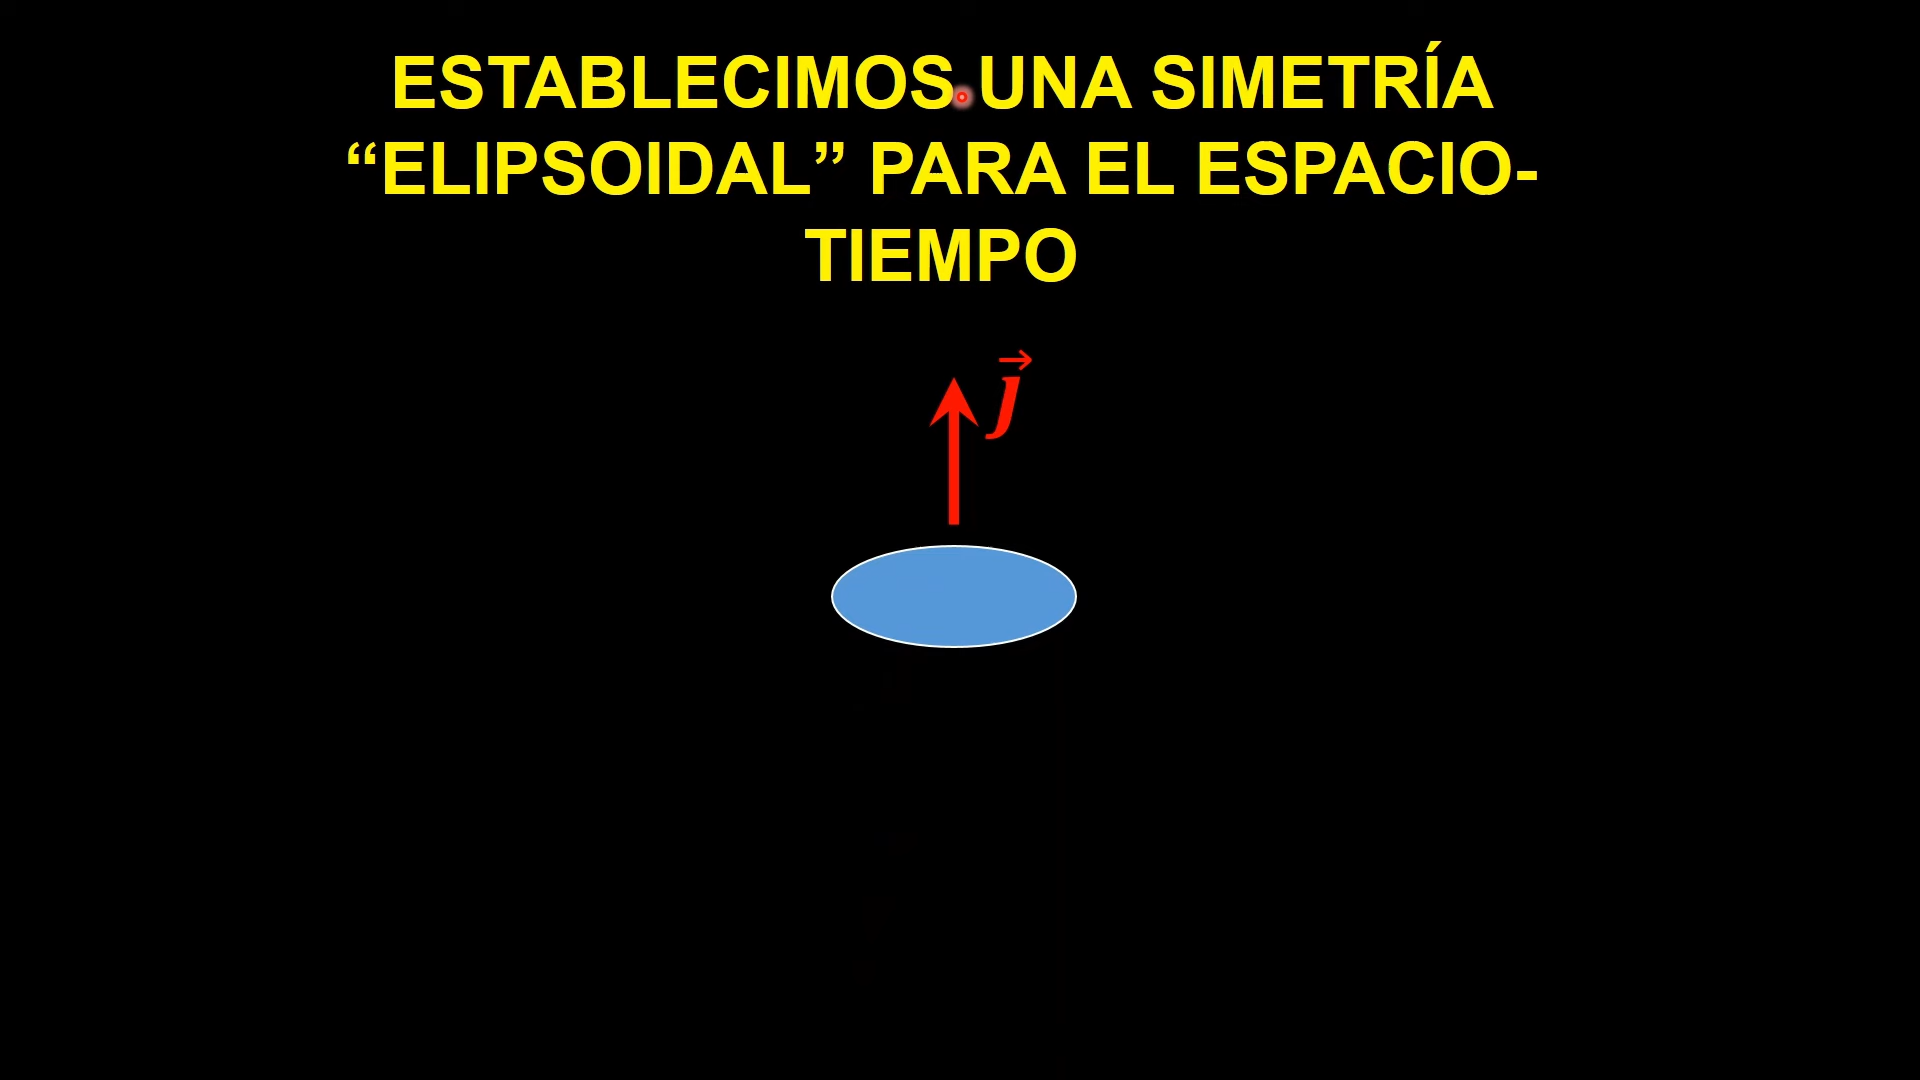 ESTABLECIMOS UNA SIMETRÍA
“ELIPSOIDAL” PARA EL ESPACIO-
TIEMPO
j⃗